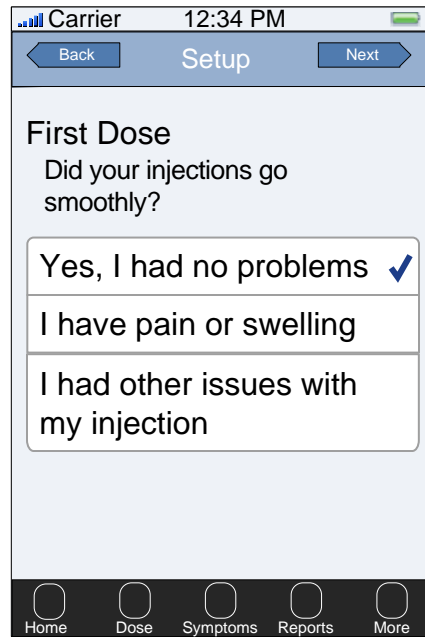 Carrier 12:34 PM
Back Setup Next
First Dose
Did your injections go
smoothly?
Yes, I had no problems
I have pain or swelling
I had other issues with
my injection
Home Dose Symptoms Reports More